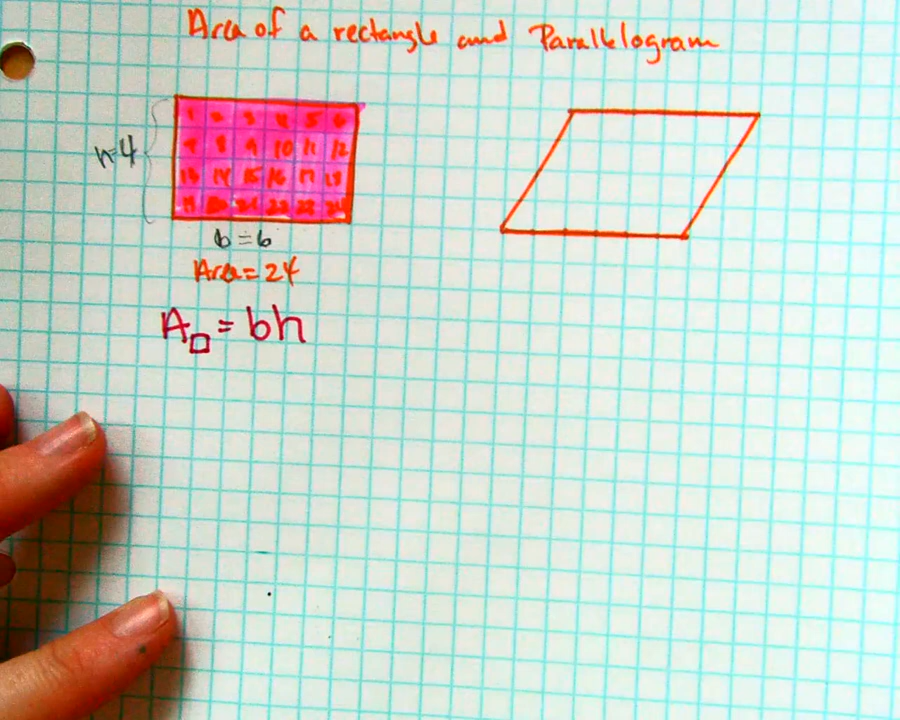 Area of a rectangle and Parallelogram
1 2 3 4 5 6
7 8 9 10 11 12
13 14 15 16 17 18
19 20 21 22 23 24
h=4
b=6
Area=24
A□=bh